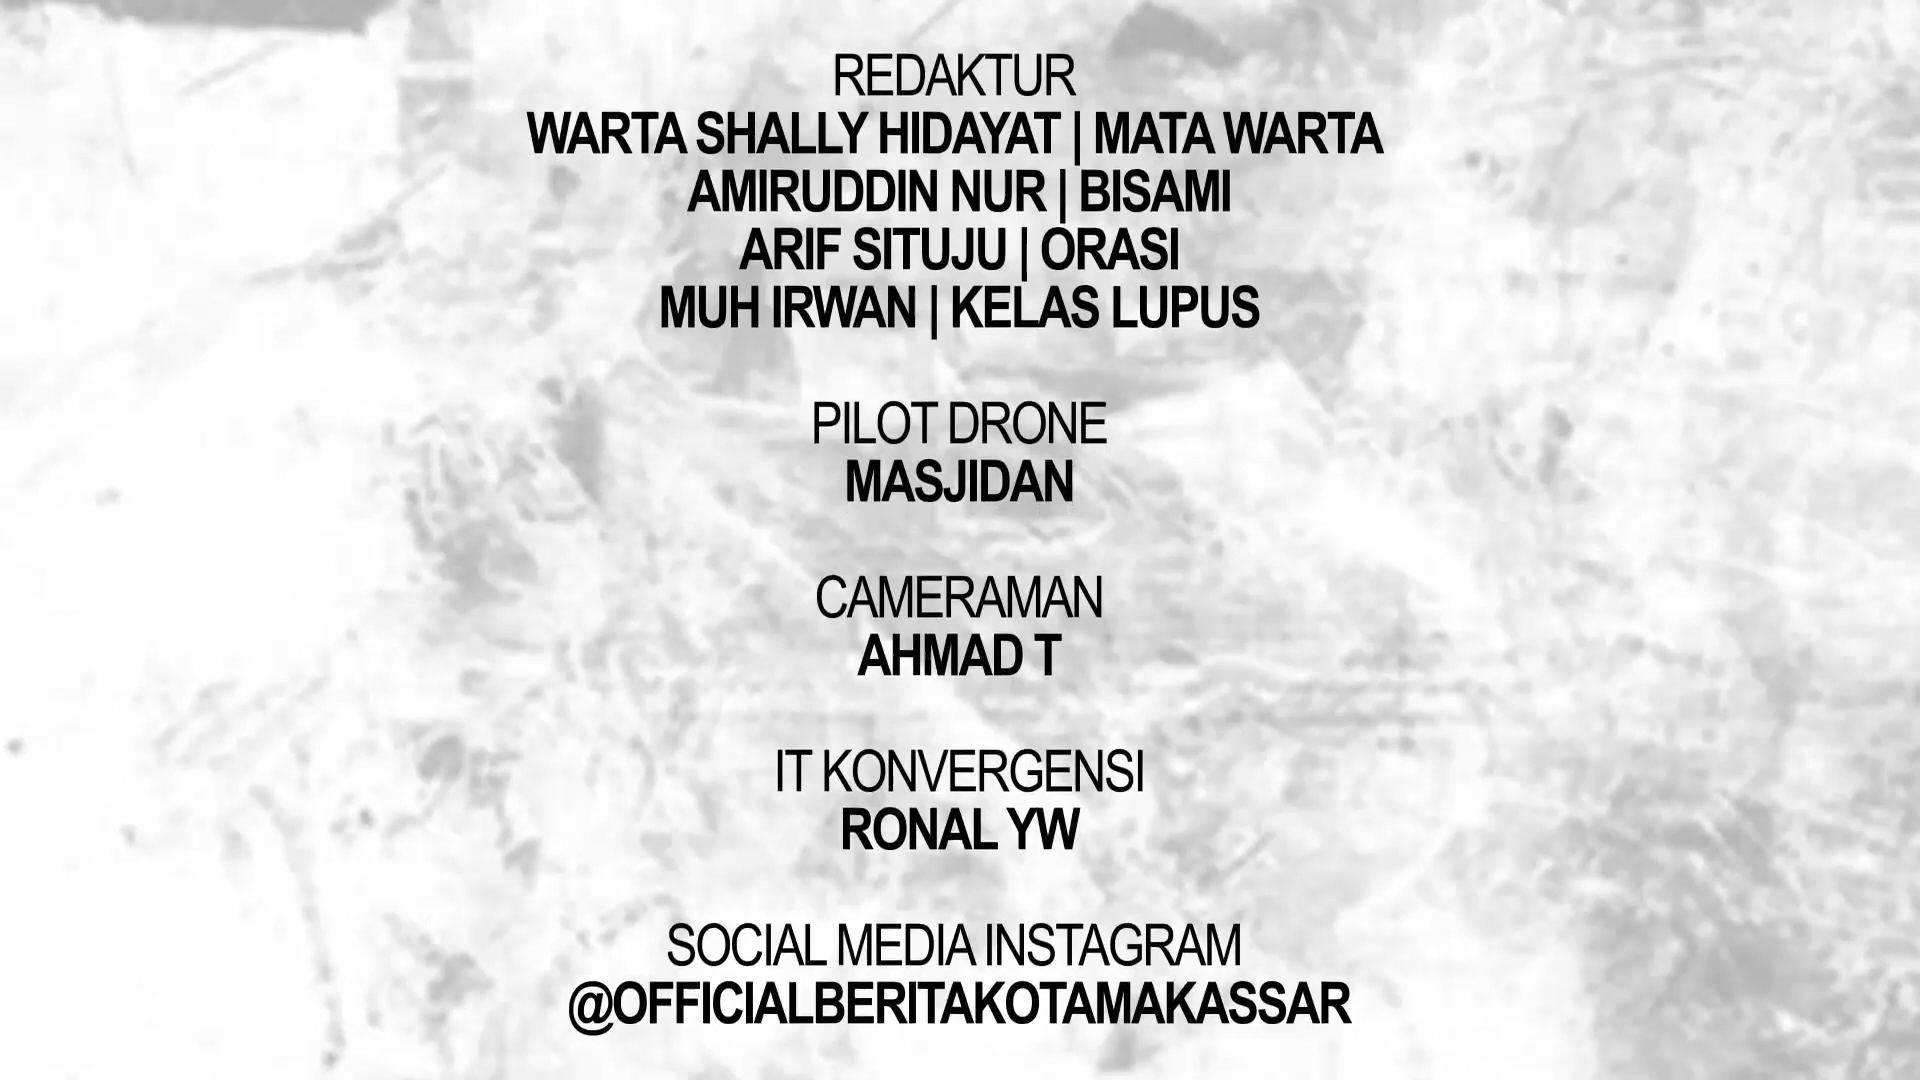 REDAKTUR
WARTA SHALLY HIDAYAT | MATA WARTA
AMIRUDDIN NUR | BISAMI
ARIF SITUJU | ORASI
MUH IRWAN | KELAS LUPUS
PILOT DRONE
MASJIDAN
CAMERAMAN
AHMAD T
IT KONVERGENSI
RONAL YW
SOCIAL MEDIA INSTAGRAM
@OFFICIALBERITAKOTAMAKASSAR